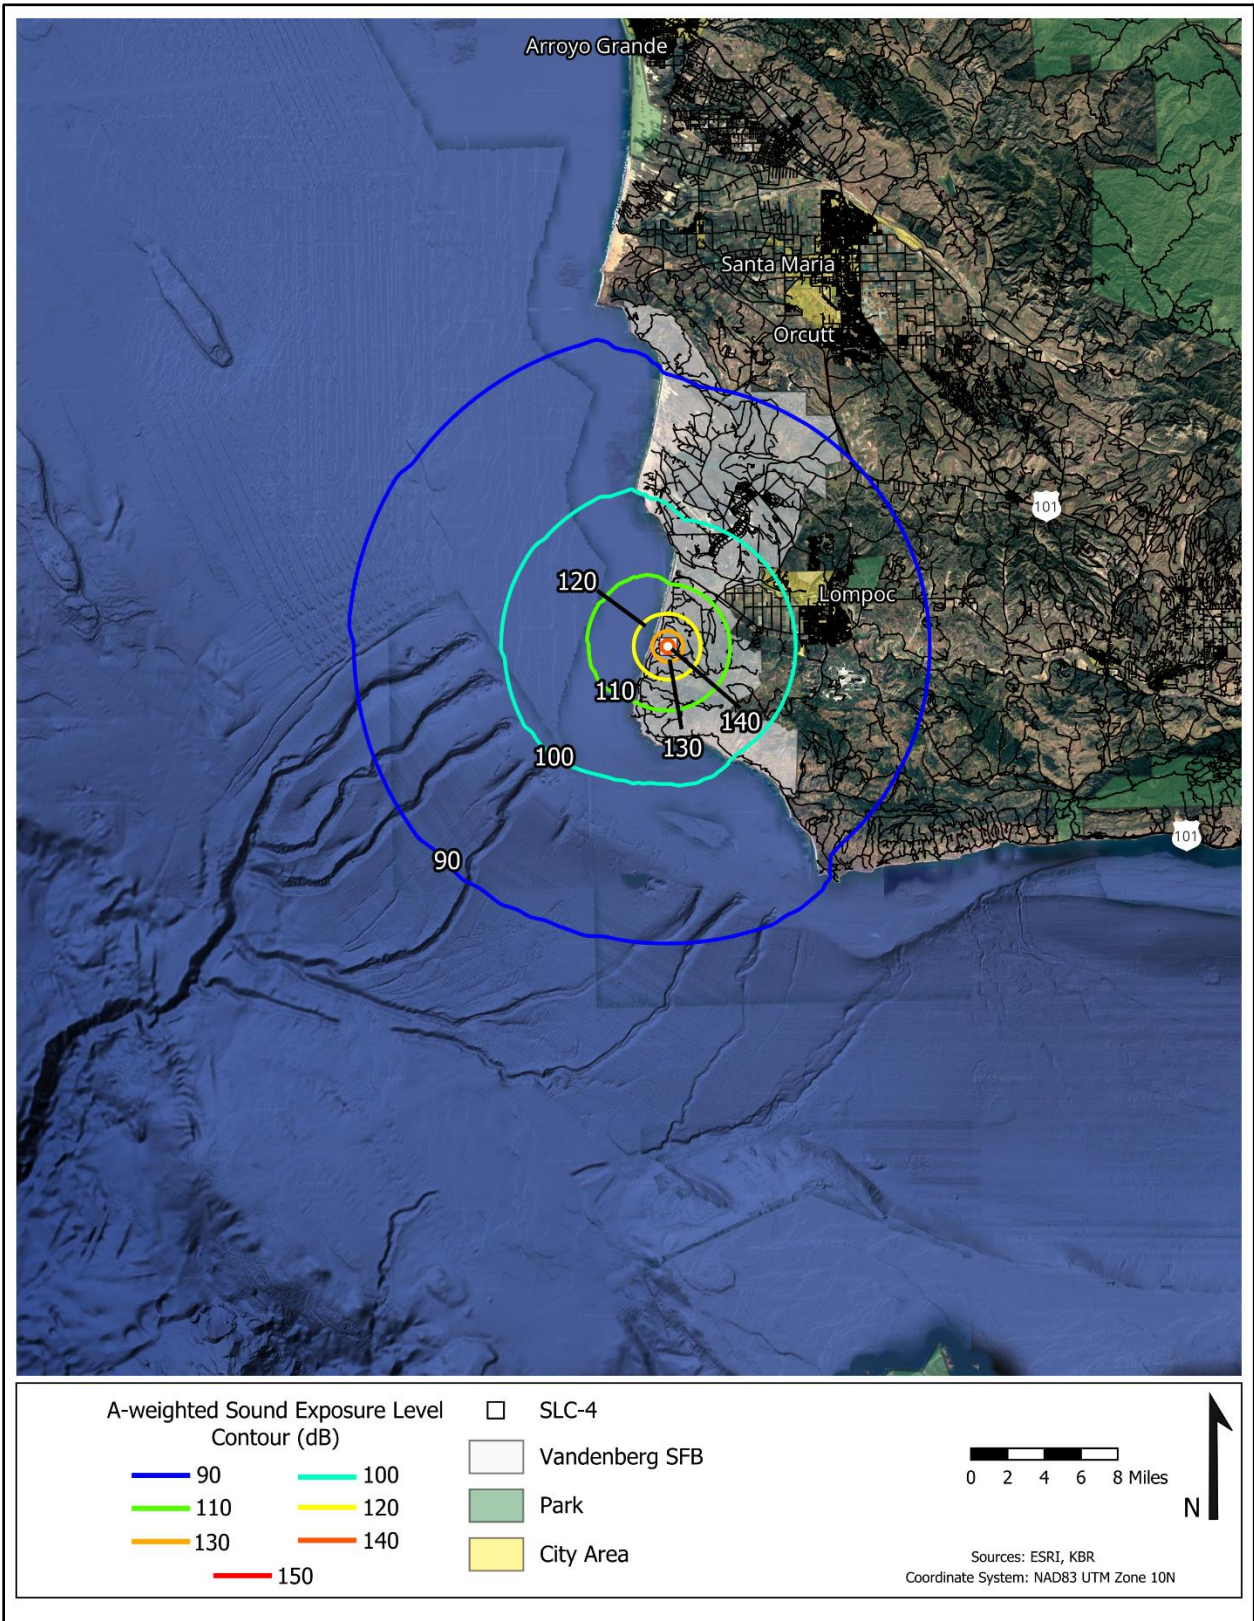 Arroyo Grande
Santa Maria
Orcutt
101
120
Lompoc
110
140
130
100
101
90
A-weighted Sound Exposure Level
Contour (dB)
90
100
110
120
130
140
150
SLC-4
Vandenberg SFB
Park
City Area
0 2 4 6 8 Miles
N
Sources: ESRI, KBR
Coordinate System: NAD83 UTM Zone 10N